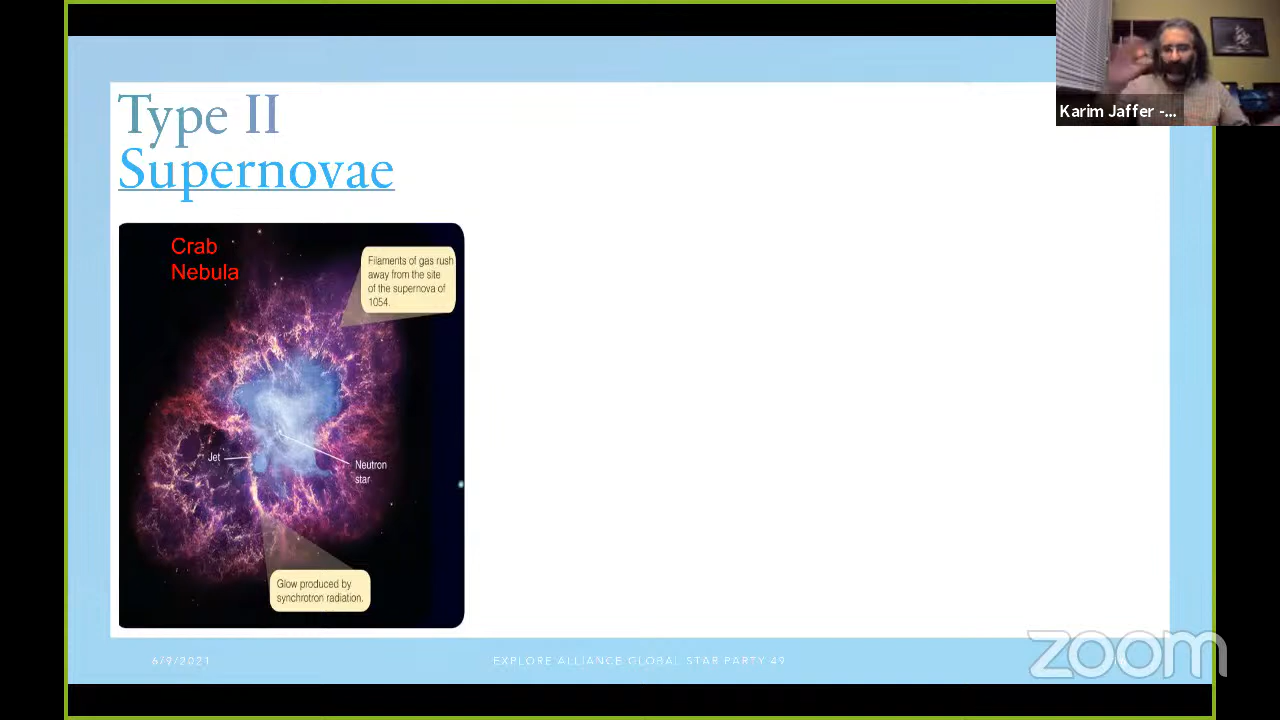 Type II
Supernovae
Karim Jaffer -...
Crab
Nebula
Filaments of gas rush
away from the site
of the supernova of
1054.
Jet
Neutron
star
Glow produced by
synchrotron radiation.
6/9/2021
EXPLORE ALLIANCE GLOBAL STAR PARTY 49
zoom